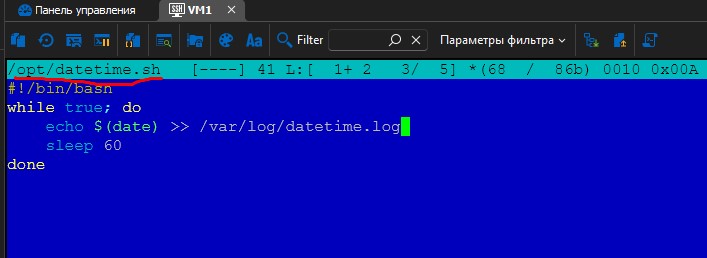 Панель управления SSH VM1 ×
Filter Параметры фильтра
/opt/datetime.sh [----] 41 L:[ 1+ 2 3/ 5] *(68 / 86b) 0010 0x00A
#!/bin/bash
while true; do
    echo $(date) >> /var/log/datetime.log
    sleep 60
done